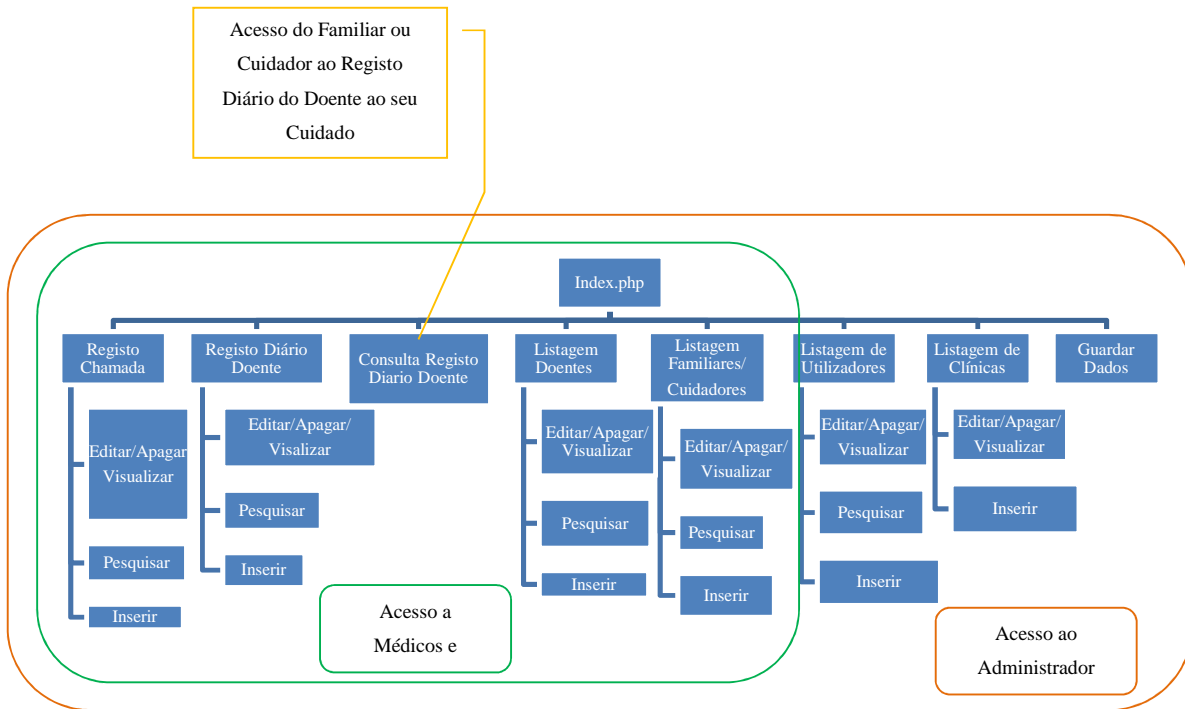 Acesso do Familiar ou
Cuidador ao Registo
Diário do Doente ao seu
Cuidado
Index.php
Registo
Chamada
Registo Diário
Doente
Consulta Registo
Diario Doente
Listagem
Doentes
Listagem
Familiares/
Cuidadores
Listagem de
Utilizadores
Listagem de
Clínicas
Guardar
Dados
Editar/Apagar/
Visualizar
Pesquisar
Inserir
Editar/Apagar/
Visalizar
Pesquisar
Inserir
Editar/Apagar/
Visualizar
Pesquisar
Inserir
Editar/Apagar/
Visualizar
Pesquisar
Inserir
Editar/Apagar/
Visualizar
Pesquisar
Inserir
Editar/Apagar/
Visualizar
Inserir
Acesso a
Médicos e
Acesso ao
Administrador